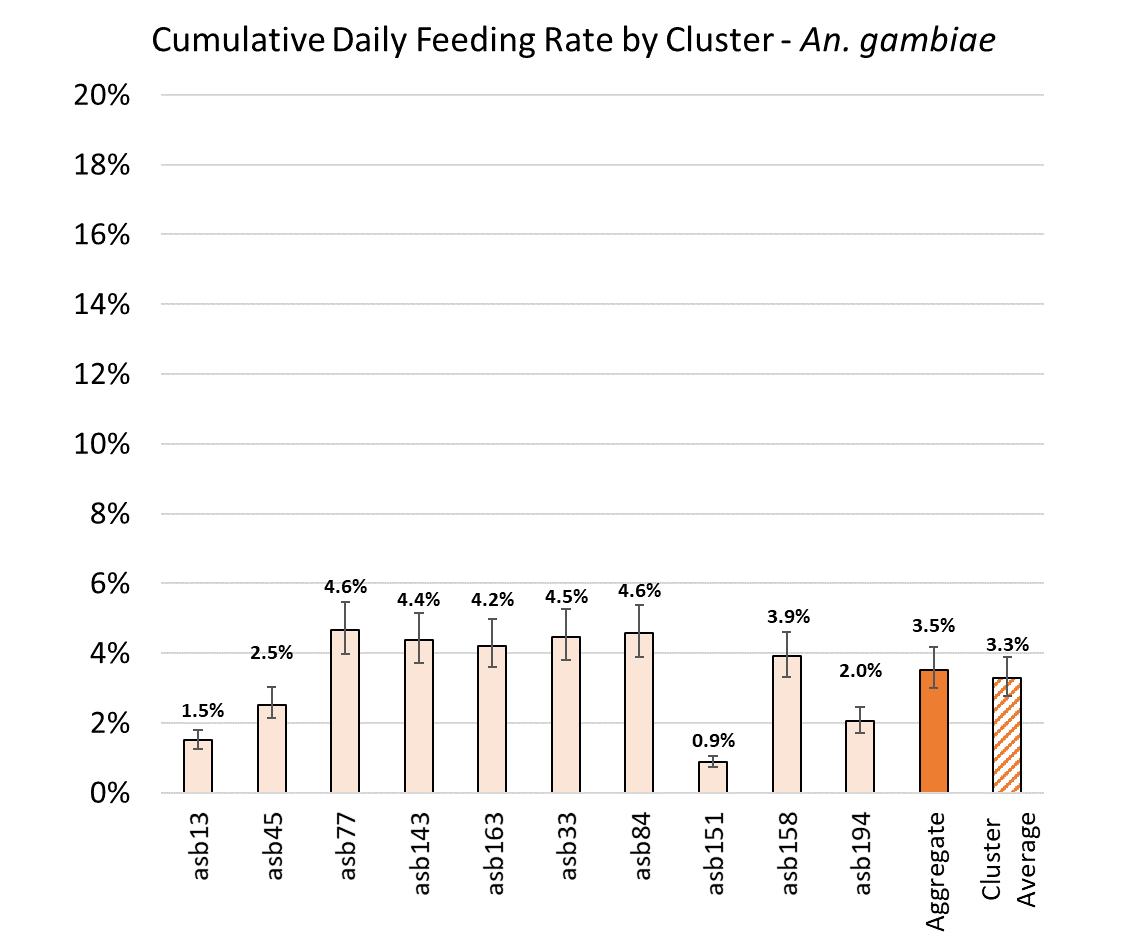 Cumulative Daily Feeding Rate by Cluster - An. gambiae
20%
18%
16%
14%
12%
10%
8%
6%
4%
2%
0%
1.5%
2.5%
4.6%
4.4%
4.2%
4.5%
4.6%
0.9%
3.9%
2.0%
3.5%
3.3%
asb13
asb45
asb77
asb143
asb163
asb33
asb84
asb151
asb158
asb194
Aggregate
Cluster
Average